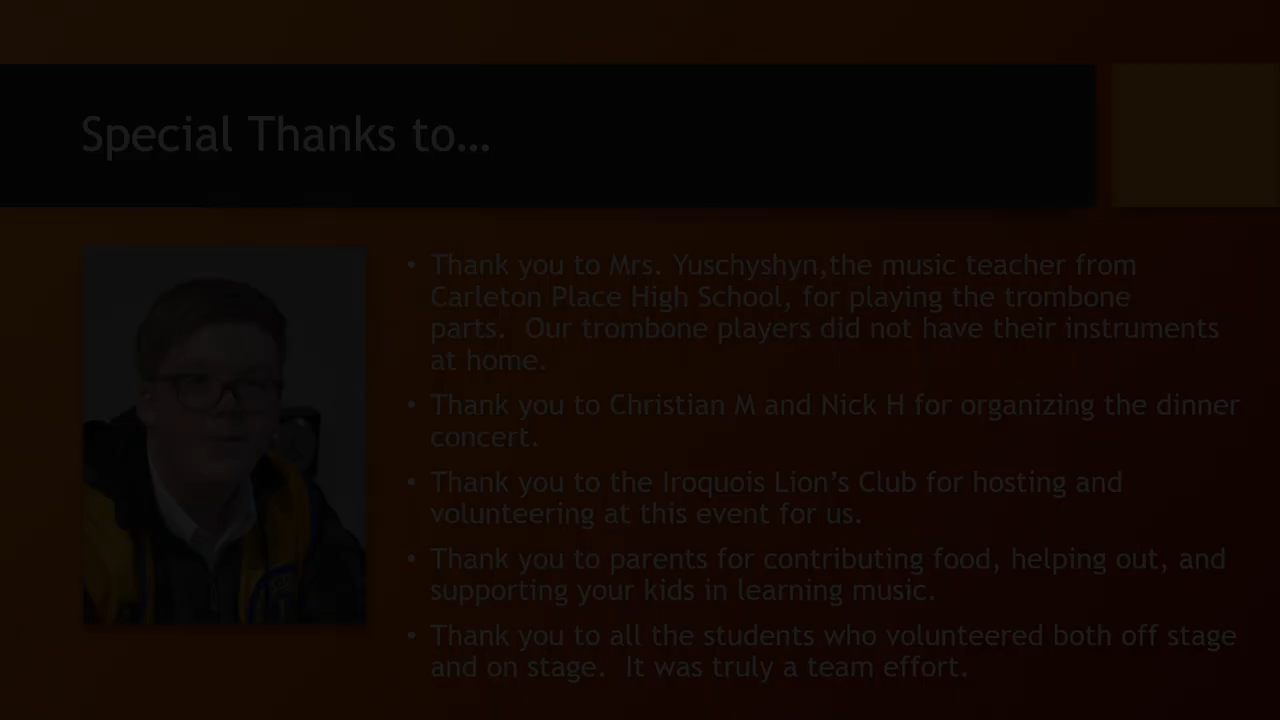 Special Thanks to…
• Thank you to Mrs. Yuschyshyn,the music teacher from
Carleton Place High School, for playing the trombone
parts.  Our trombone players did not have their instruments
at home.
• Thank you to Christian M and Nick H for organizing the dinner
concert.
• Thank you to the Iroquois Lion’s Club for hosting and
volunteering at this event for us.
• Thank you to parents for contributing food, helping out, and
supporting your kids in learning music.
• Thank you to all the students who volunteered both off stage
and on stage.  It was truly a team effort.